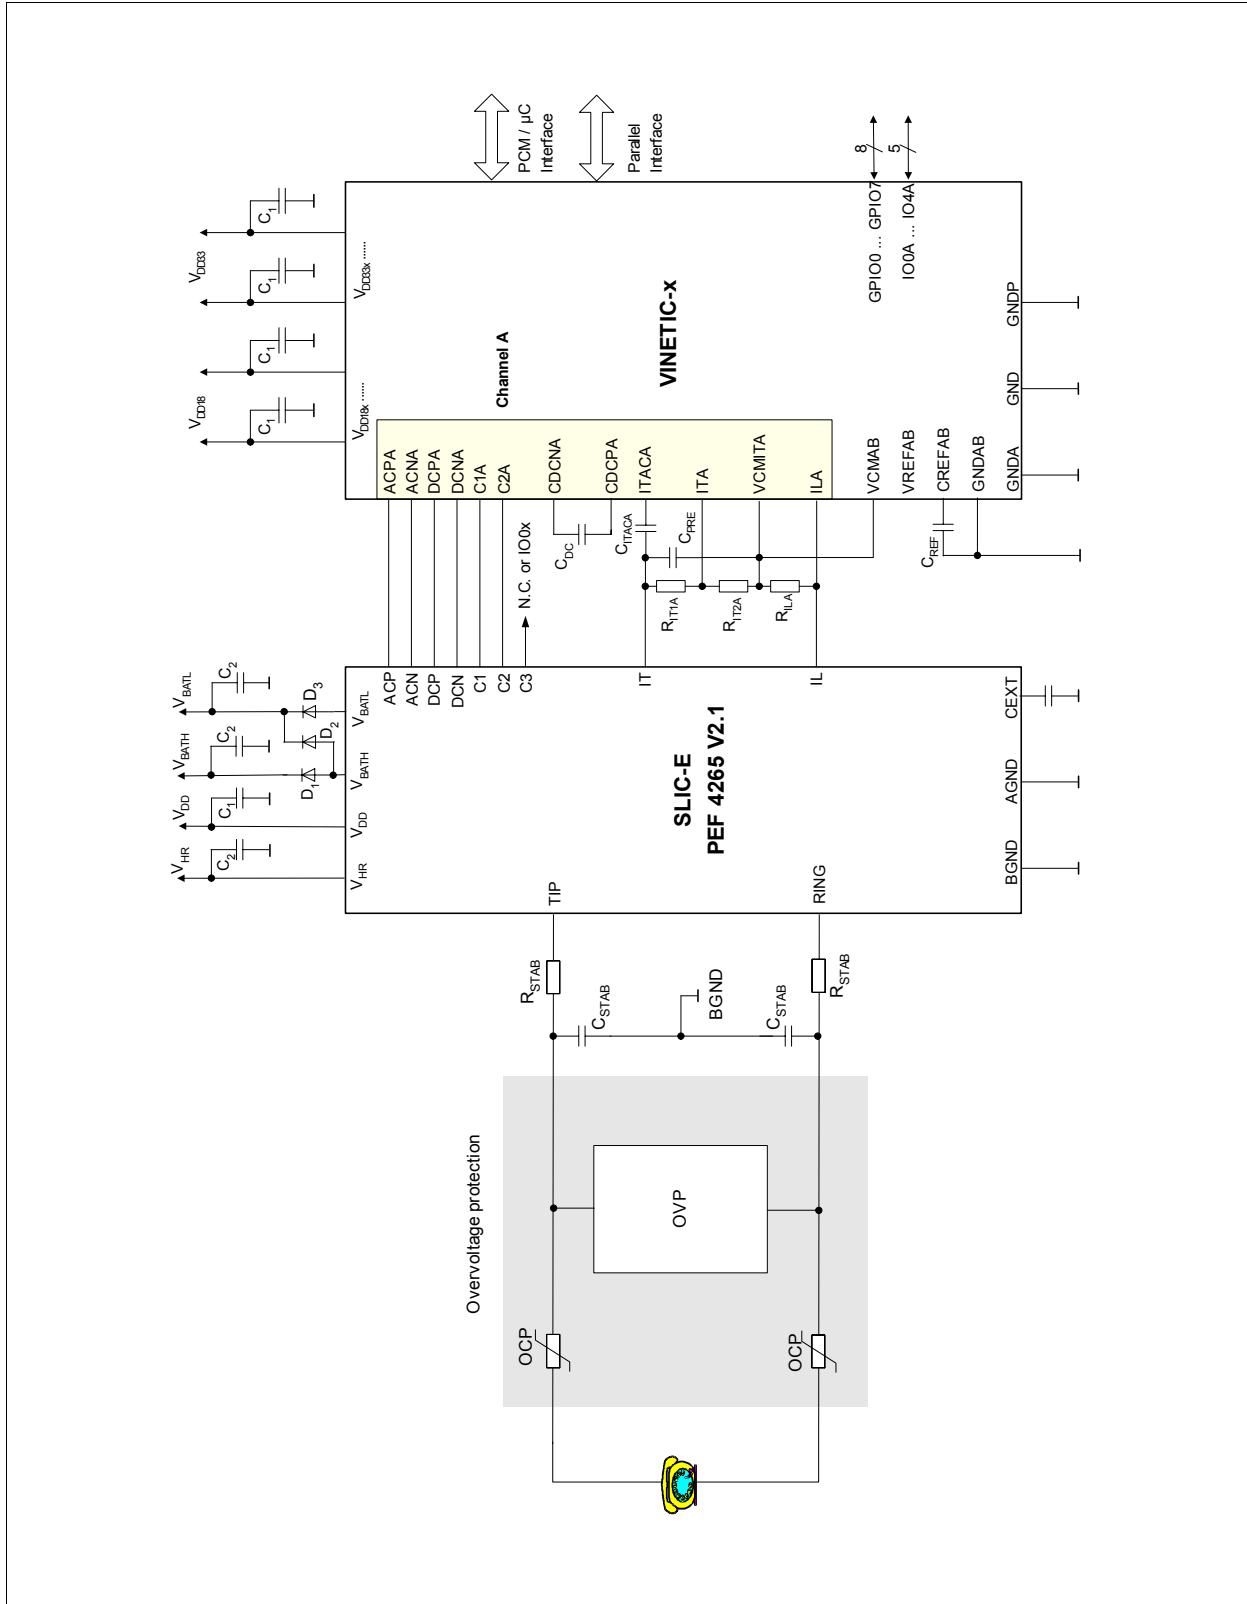 Overvoltage protection
OCP
OCP
OVP
RSTAB
CSTAB
BGND
CSTAB
RSTAB
VHR
VDD
VBATH
VBATL
C2
C1
C2
C2
D1
D2
D3
VHR
VDD
VBATH
VBATL
TIP
RING
SLIC-E
PEF 4265 V2.1
BGND
AGND
CEXT
ACP
ACN
DCP
DCN
C1
C2
C3
IT
IL
N.C. or IO0x
CDC
CITACA
CPRE
RIT1A
RIT2A
RILA
CREF
VDD18
VDD33
C1
C1
C1
C1
VDD18x ......
VDD33x ......
ACPA
ACNA
DCPA
DCNA
C1A
C2A
CDCNA
CDCPA
ITACA
ITA
VCMITA
ILA
VCMAB
VREFAB
CREFAB
GNDAB
GNDA
GND
GNDP
Channel A
VINETIC-x
PCM / µC
Interface
Parallel
Interface
GPIO0 ... GPIO7
8
IO0A ... IO4A
5